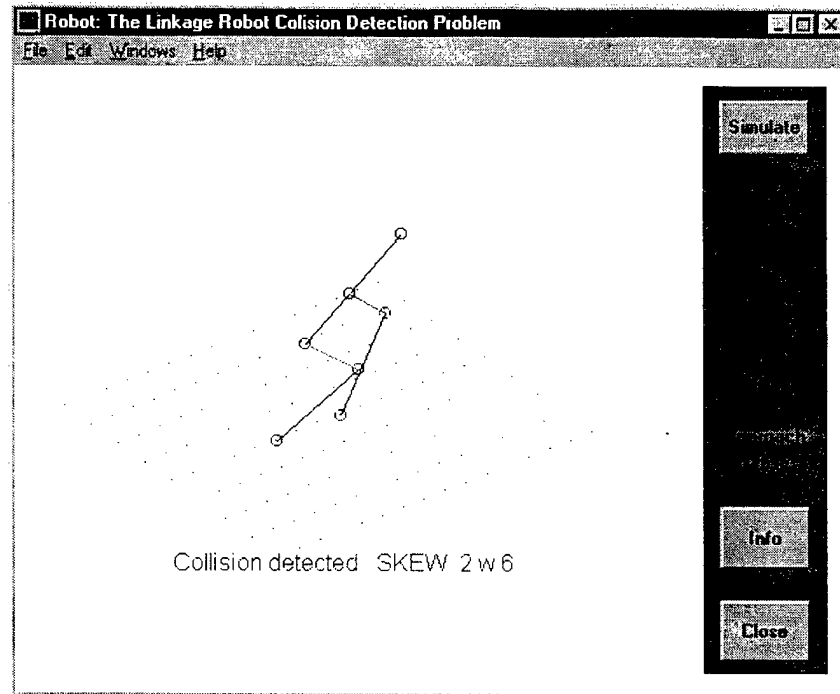 Robot: The Linkage Robot Colision Detection Problem
File Edit Windows Help
Simulate
Info
Close
Collision detected SKEW 2 w 6